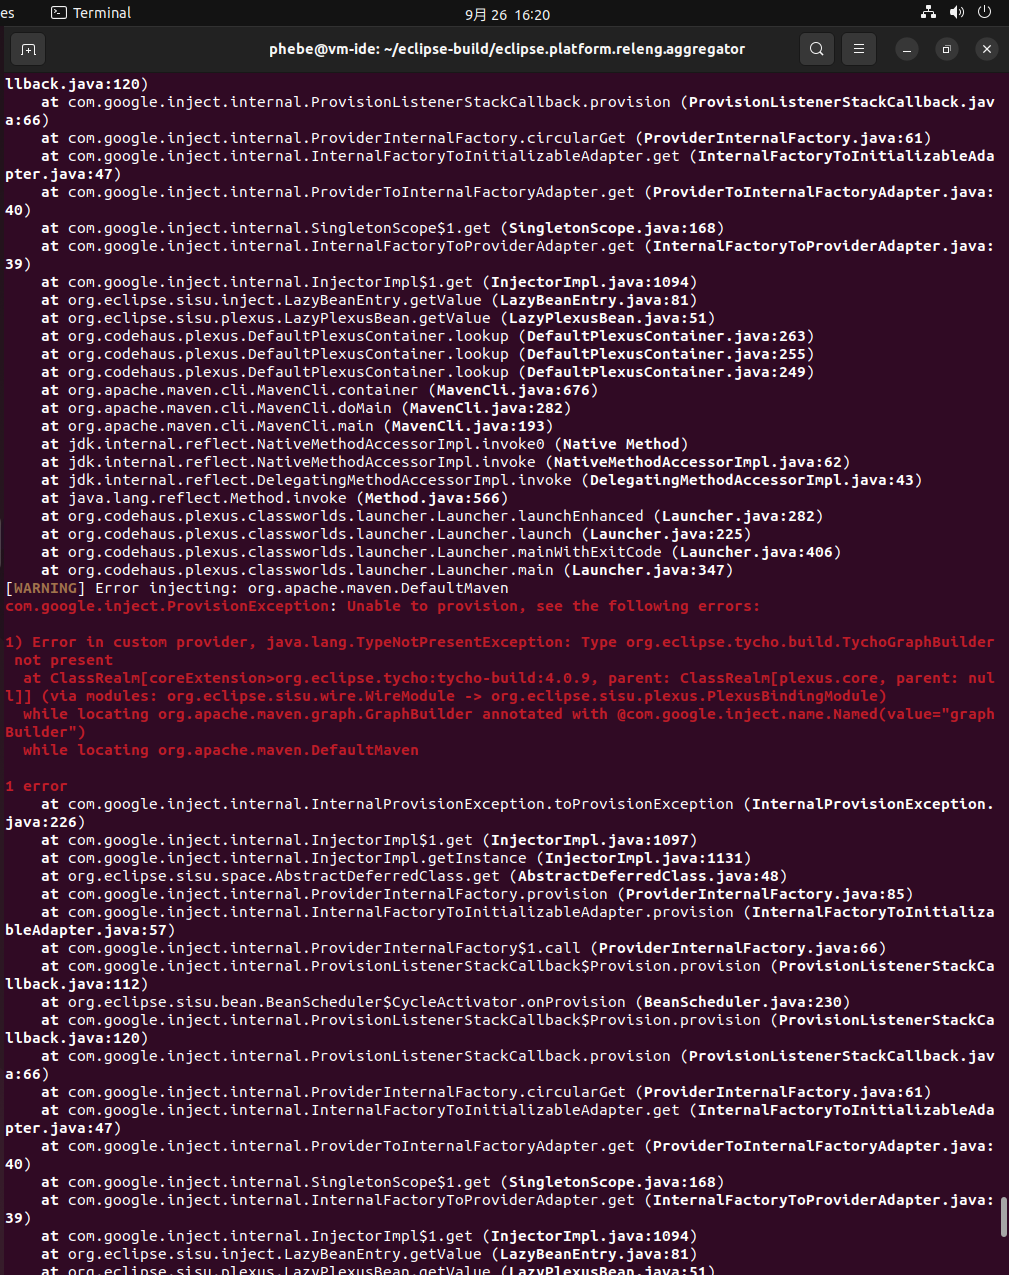 es Terminal 9月 26 16:20
phebe@vm-ide: ~/eclipse-build/eclipse.platform.releng.aggregator
llback.java:120)
    at com.google.inject.internal.ProvisionListenerStackCallback.provision (ProvisionListenerStackCallback.jav
a:66)
    at com.google.inject.internal.ProviderInternalFactory.circularGet (ProviderInternalFactory.java:61)
    at com.google.inject.internal.InternalFactoryToInitializableAdapter.get (InternalFactoryToInitializableAda
pter.java:47)
    at com.google.inject.internal.ProviderToInternalFactoryAdapter.get (ProviderToInternalFactoryAdapter.java:
40)
    at com.google.inject.internal.SingletonScope$1.get (SingletonScope.java:168)
    at com.google.inject.internal.InternalFactoryToProviderAdapter.get (InternalFactoryToProviderAdapter.java:
39)
    at com.google.inject.internal.InjectorImpl$1.get (InjectorImpl.java:1094)
    at org.eclipse.sisu.inject.LazyBeanEntry.getValue (LazyBeanEntry.java:81)
    at org.eclipse.sisu.plexus.LazyPlexusBean.getValue (LazyPlexusBean.java:51)
    at org.codehaus.plexus.DefaultPlexusContainer.lookup (DefaultPlexusContainer.java:263)
    at org.codehaus.plexus.DefaultPlexusContainer.lookup (DefaultPlexusContainer.java:255)
    at org.codehaus.plexus.DefaultPlexusContainer.lookup (DefaultPlexusContainer.java:249)
    at org.apache.maven.cli.MavenCli.container (MavenCli.java:676)
    at org.apache.maven.cli.MavenCli.doMain (MavenCli.java:282)
    at org.apache.maven.cli.MavenCli.main (MavenCli.java:193)
    at jdk.internal.reflect.NativeMethodAccessorImpl.invoke0 (Native Method)
    at jdk.internal.reflect.NativeMethodAccessorImpl.invoke (NativeMethodAccessorImpl.java:62)
    at jdk.internal.reflect.DelegatingMethodAccessorImpl.invoke (DelegatingMethodAccessorImpl.java:43)
    at java.lang.reflect.Method.invoke (Method.java:566)
    at org.codehaus.plexus.classworlds.launcher.Launcher.launchEnhanced (Launcher.java:282)
    at org.codehaus.plexus.classworlds.launcher.Launcher.launch (Launcher.java:225)
    at org.codehaus.plexus.classworlds.launcher.Launcher.mainWithExitCode (Launcher.java:406)
    at org.codehaus.plexus.classworlds.launcher.Launcher.main (Launcher.java:347)
[WARNING] Error injecting: org.apache.maven.DefaultMaven
com.google.inject.ProvisionException: Unable to provision, see the following errors:
1) Error in custom provider, java.lang.TypeNotPresentException: Type org.eclipse.tycho.build.TychoGraphBuilder
 not present
  at ClassRealm[coreExtension>org.eclipse.tycho:tycho-build:4.0.9, parent: ClassRealm[plexus.core, parent: nul
l]] (via modules: org.eclipse.sisu.wire.WireModule -> org.eclipse.sisu.plexus.PlexusBindingModule)
  while locating org.apache.maven.graph.GraphBuilder annotated with @com.google.inject.name.Named(value="graph
Builder")
  while locating org.apache.maven.DefaultMaven
1 error
    at com.google.inject.internal.InternalProvisionException.toProvisionException (InternalProvisionException.
java:226)
    at com.google.inject.internal.InjectorImpl$1.get (InjectorImpl.java:1097)
    at com.google.inject.internal.InjectorImpl.getInstance (InjectorImpl.java:1131)
    at org.eclipse.sisu.space.AbstractDeferredClass.get (AbstractDeferredClass.java:48)
    at com.google.inject.internal.ProviderInternalFactory.provision (ProviderInternalFactory.java:85)
    at com.google.inject.internal.InternalFactoryToInitializableAdapter.provision (InternalFactoryToInitializa
bleAdapter.java:57)
    at com.google.inject.internal.ProviderInternalFactory$1.call (ProviderInternalFactory.java:66)
    at com.google.inject.internal.ProvisionListenerStackCallback$Provision.provision (ProvisionListenerStackCa
llback.java:112)
    at org.eclipse.sisu.bean.BeanScheduler$CycleActivator.onProvision (BeanScheduler.java:230)
    at com.google.inject.internal.ProvisionListenerStackCallback$Provision.provision (ProvisionListenerStackCa
llback.java:120)
    at com.google.inject.internal.ProvisionListenerStackCallback.provision (ProvisionListenerStackCallback.jav
a:66)
    at com.google.inject.internal.ProviderInternalFactory.circularGet (ProviderInternalFactory.java:61)
    at com.google.inject.internal.InternalFactoryToInitializableAdapter.get (InternalFactoryToInitializableAda
pter.java:47)
    at com.google.inject.internal.ProviderToInternalFactoryAdapter.get (ProviderToInternalFactoryAdapter.java:
40)
    at com.google.inject.internal.SingletonScope$1.get (SingletonScope.java:168)
    at com.google.inject.internal.InternalFactoryToProviderAdapter.get (InternalFactoryToProviderAdapter.java:
39)
    at com.google.inject.internal.InjectorImpl$1.get (InjectorImpl.java:1094)
    at org.eclipse.sisu.inject.LazyBeanEntry.getValue (LazyBeanEntry.java:81)
    at org.eclipse.sisu.plexus.LazyPlexusBean.getValue (LazyPlexusBean.java:51)